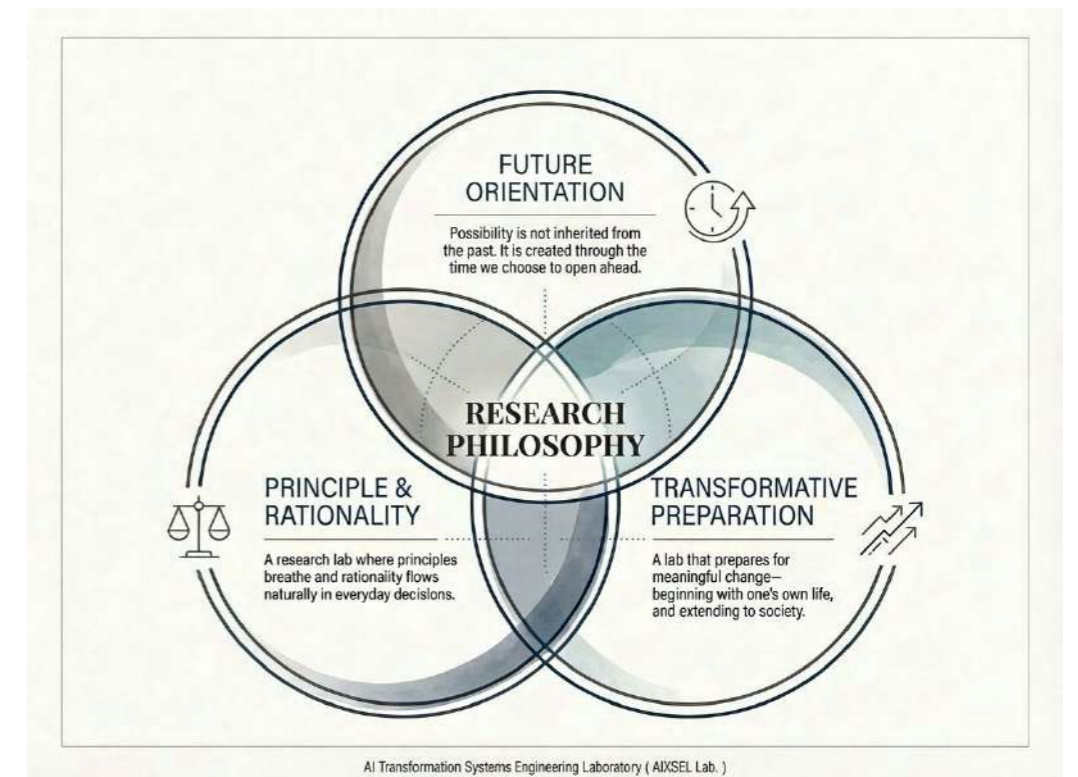 FUTURE
ORIENTATION
Possibility is not inherited from
the past. It is created through the
time we choose to open ahead.
RESEARCH
PHILOSOPHY
PRINCIPLE &
RATIONALITY
A research lab where principles
breathe and rationality flows
naturally in everyday decisions.
TRANSFORMATIVE
PREPARATION
A lab that prepares for
meaningful change—
beginning with one's own life,
and extending to society.
AI Transformation Systems Engineering Laboratory ( AIXSEL Lab. )